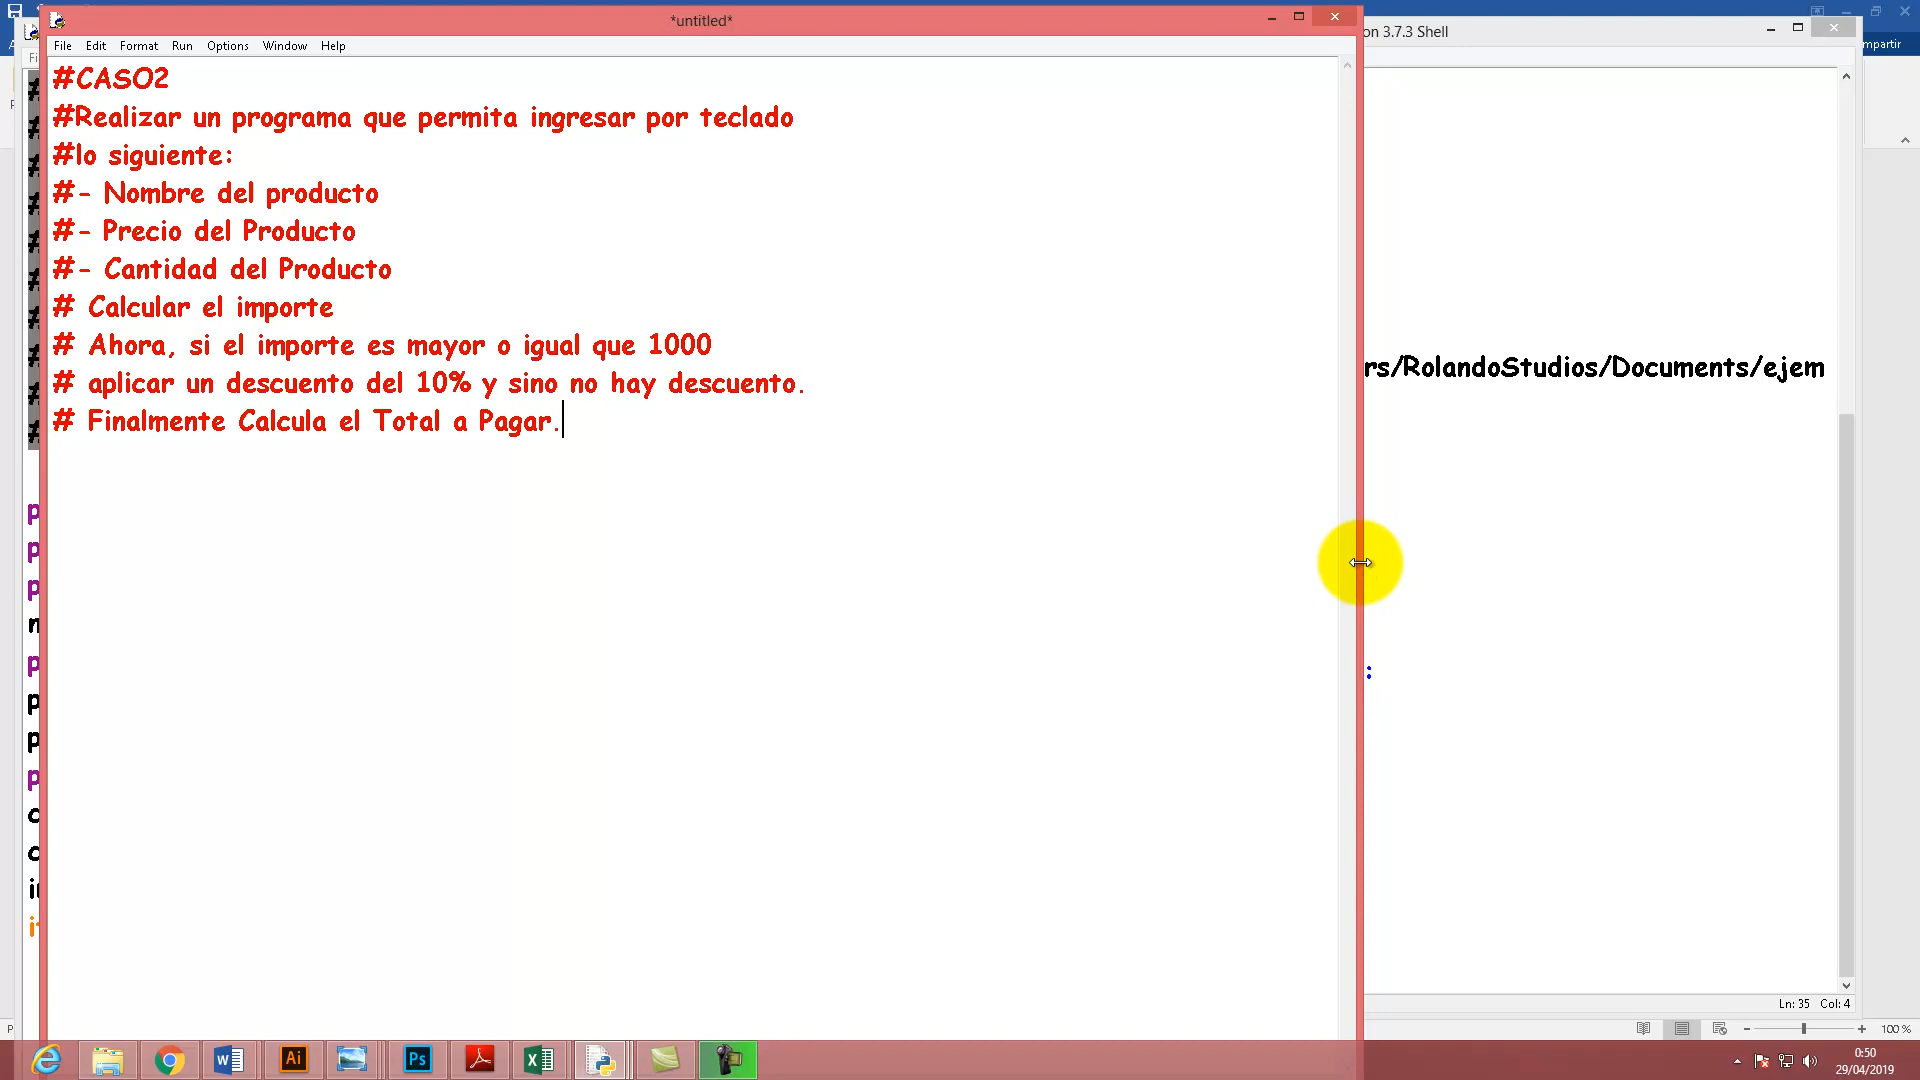 *untitled*
on 3.7.3 Shell
File Edit Format Run Options Window Help
mpartir
#CASO2
#Realizar un programa que permita ingresar por teclado
#lo siguiente:
#- Nombre del producto
#- Precio del Producto
#- Cantidad del Producto
# Calcular el importe
# Ahora, si el importe es mayor o igual que 1000
rs/RolandoStudios/Documents/ejem
# aplicar un descuento del 10% y sino no hay descuento.
# Finalmente Calcula el Total a Pagar.
:
Ln: 35 Col: 4
100 %
0:50
29/04/2019